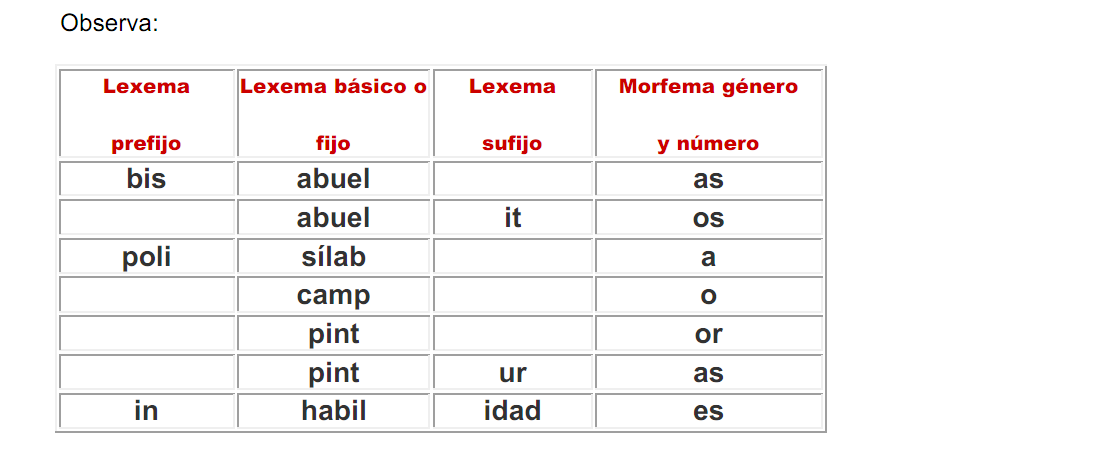 Observa:
Lexema Lexema básico o Lexema Morfema género
prefijo fijo sufijo y número
bis abuel as
abuel it os
poli sílab a
camp o
pint or
pint ur as
in habil idad es